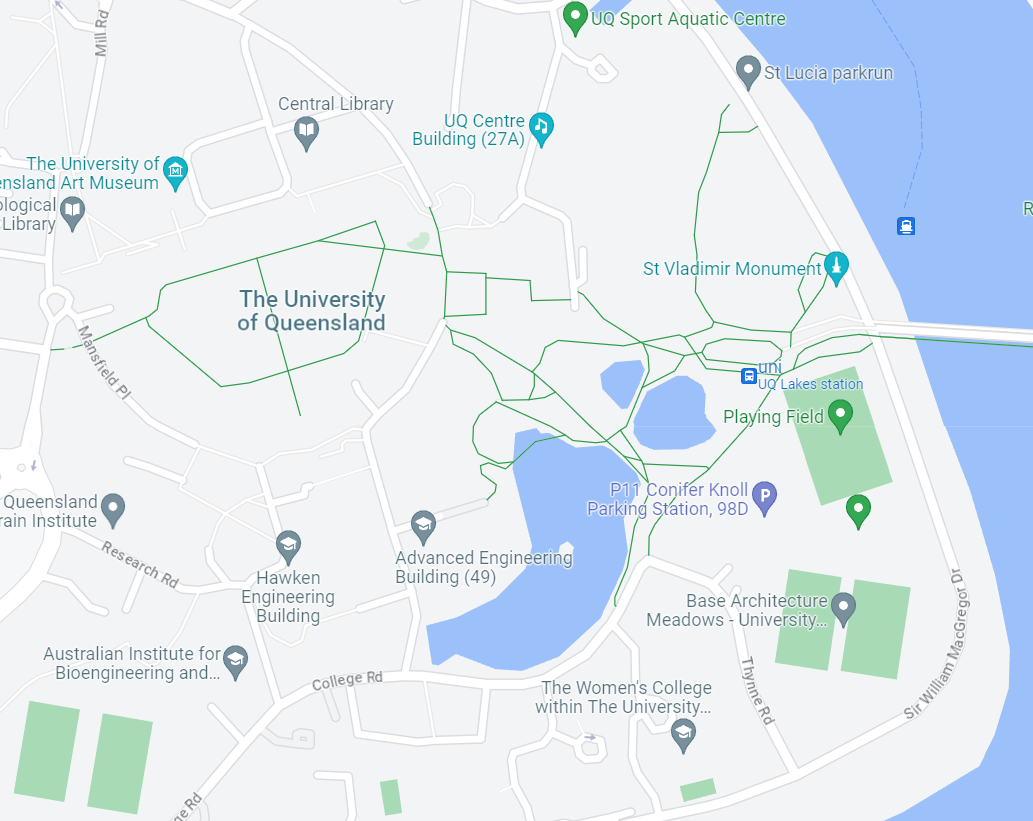 UQ Sport Aquatic Centre
Mill Rd
St Lucia parkrun
Central Library
UQ Centre
Building (27A)
The University of
ensland Art Museum
ological
Library
R
St Vladimir Monument
The University
of Queensland
Mansfield Pl
uni
UQ Lakes station
Playing Field
P11 Conifer Knoll
Parking Station, 98D
P
Queensland
rain Institute
Research Rd
Advanced Engineering
Building (49)
Hawken
Engineering
Building
Base Architecture
Meadows - University...
Sir William MacGregor Dr
Australian Institute for
Bioengineering and...
College Rd
The Women's College
within The University...
Thynne Rd
ne Rd